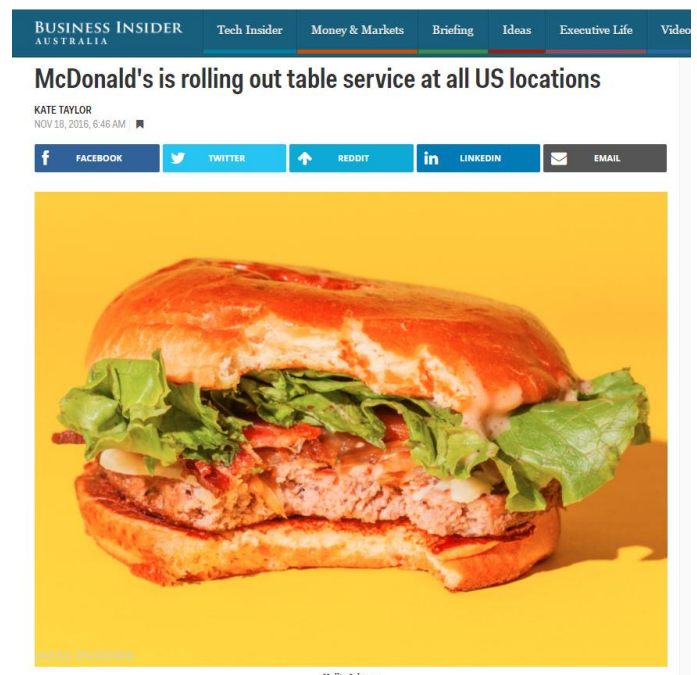 BUSINESS INSIDER
AUSTRALIA
Tech Insider
Money & Markets
Briefing
Ideas
Executive Life
Video
McDonald's is rolling out table service at all US locations
KATE TAYLOR
NOV 18, 2016, 6:46 AM
FACEBOOK
TWITTER
REDDIT
LINKEDIN
EMAIL